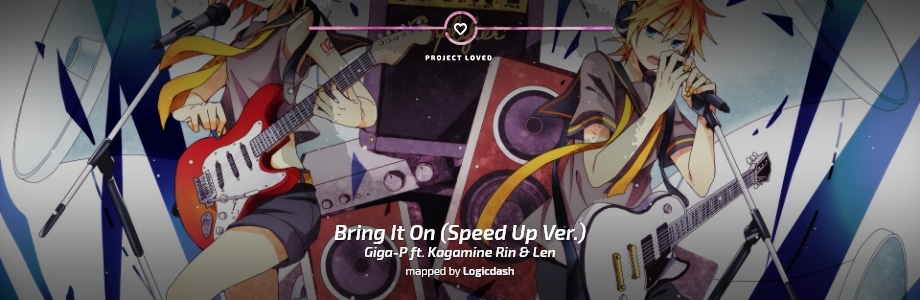 PROJECT LOVED
Bring It On (Speed Up Ver.)
Giga-P ft. Kagamine Rin & Len
mapped by Logicdash